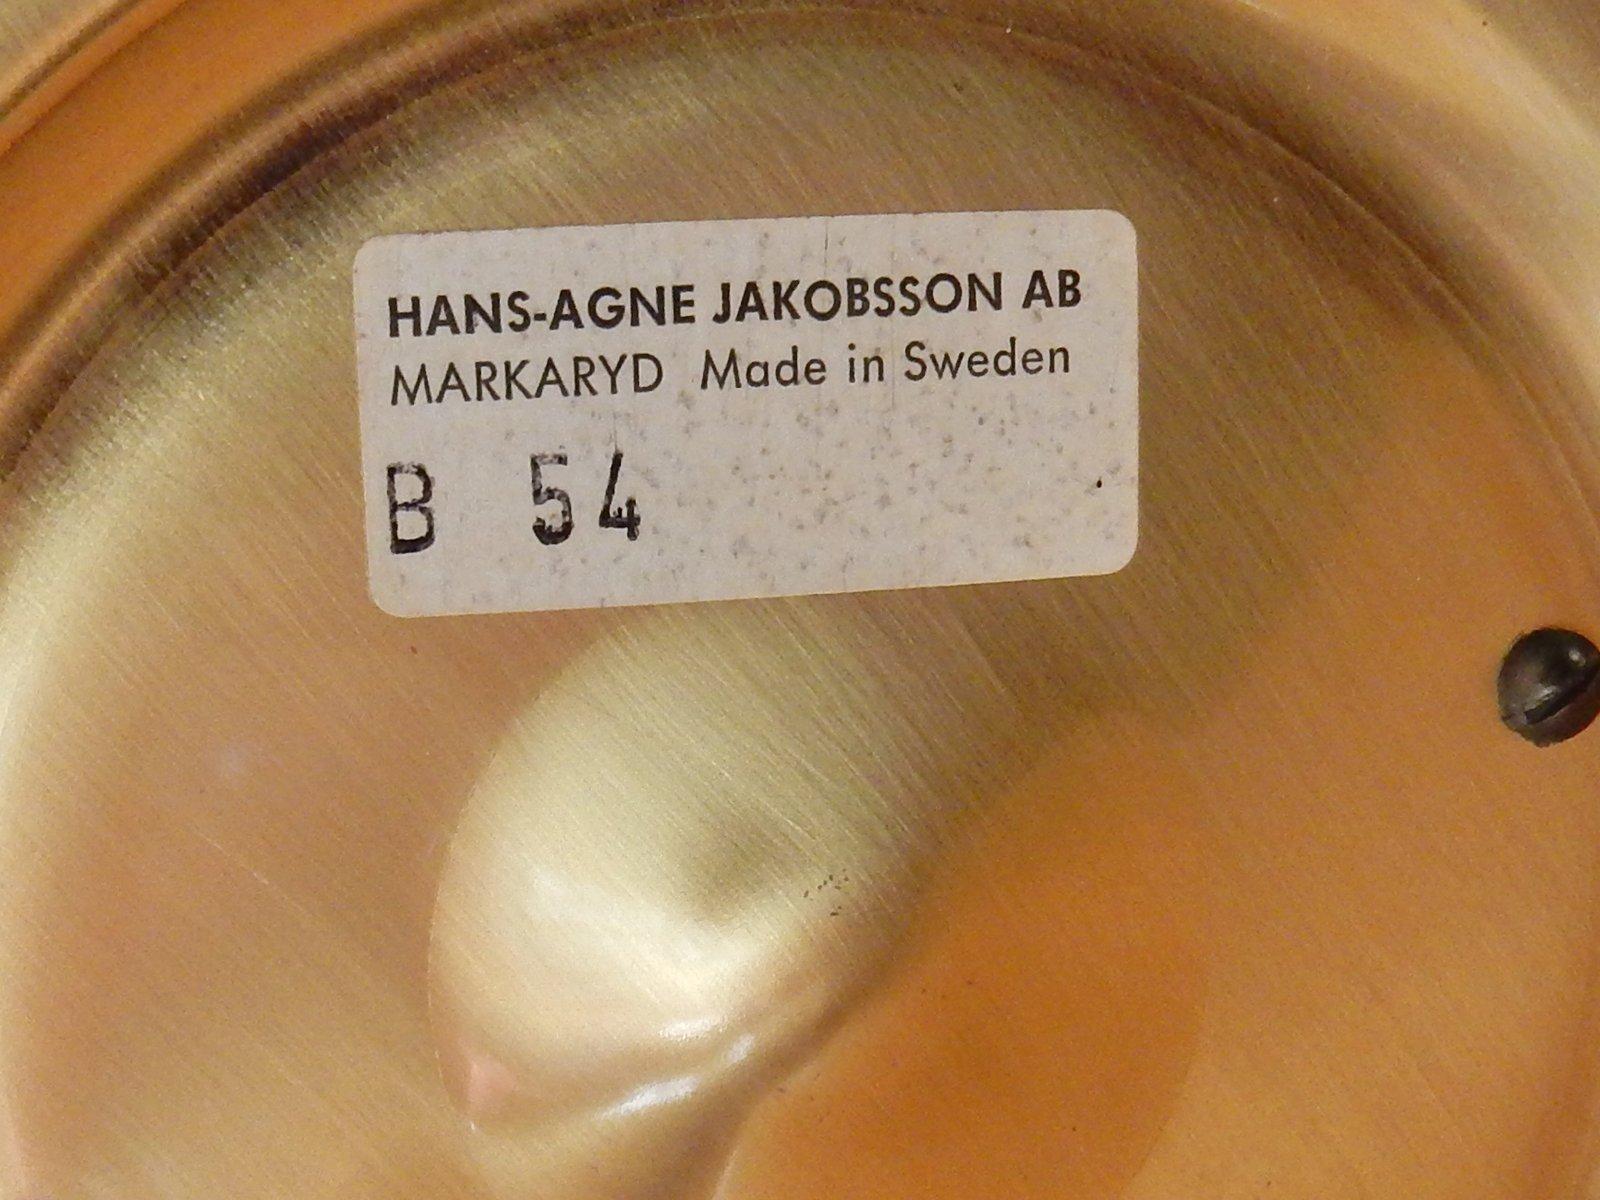 HANS-AGNE JAKOBSSON AB
MARKARYD Made in Sweden
B 54